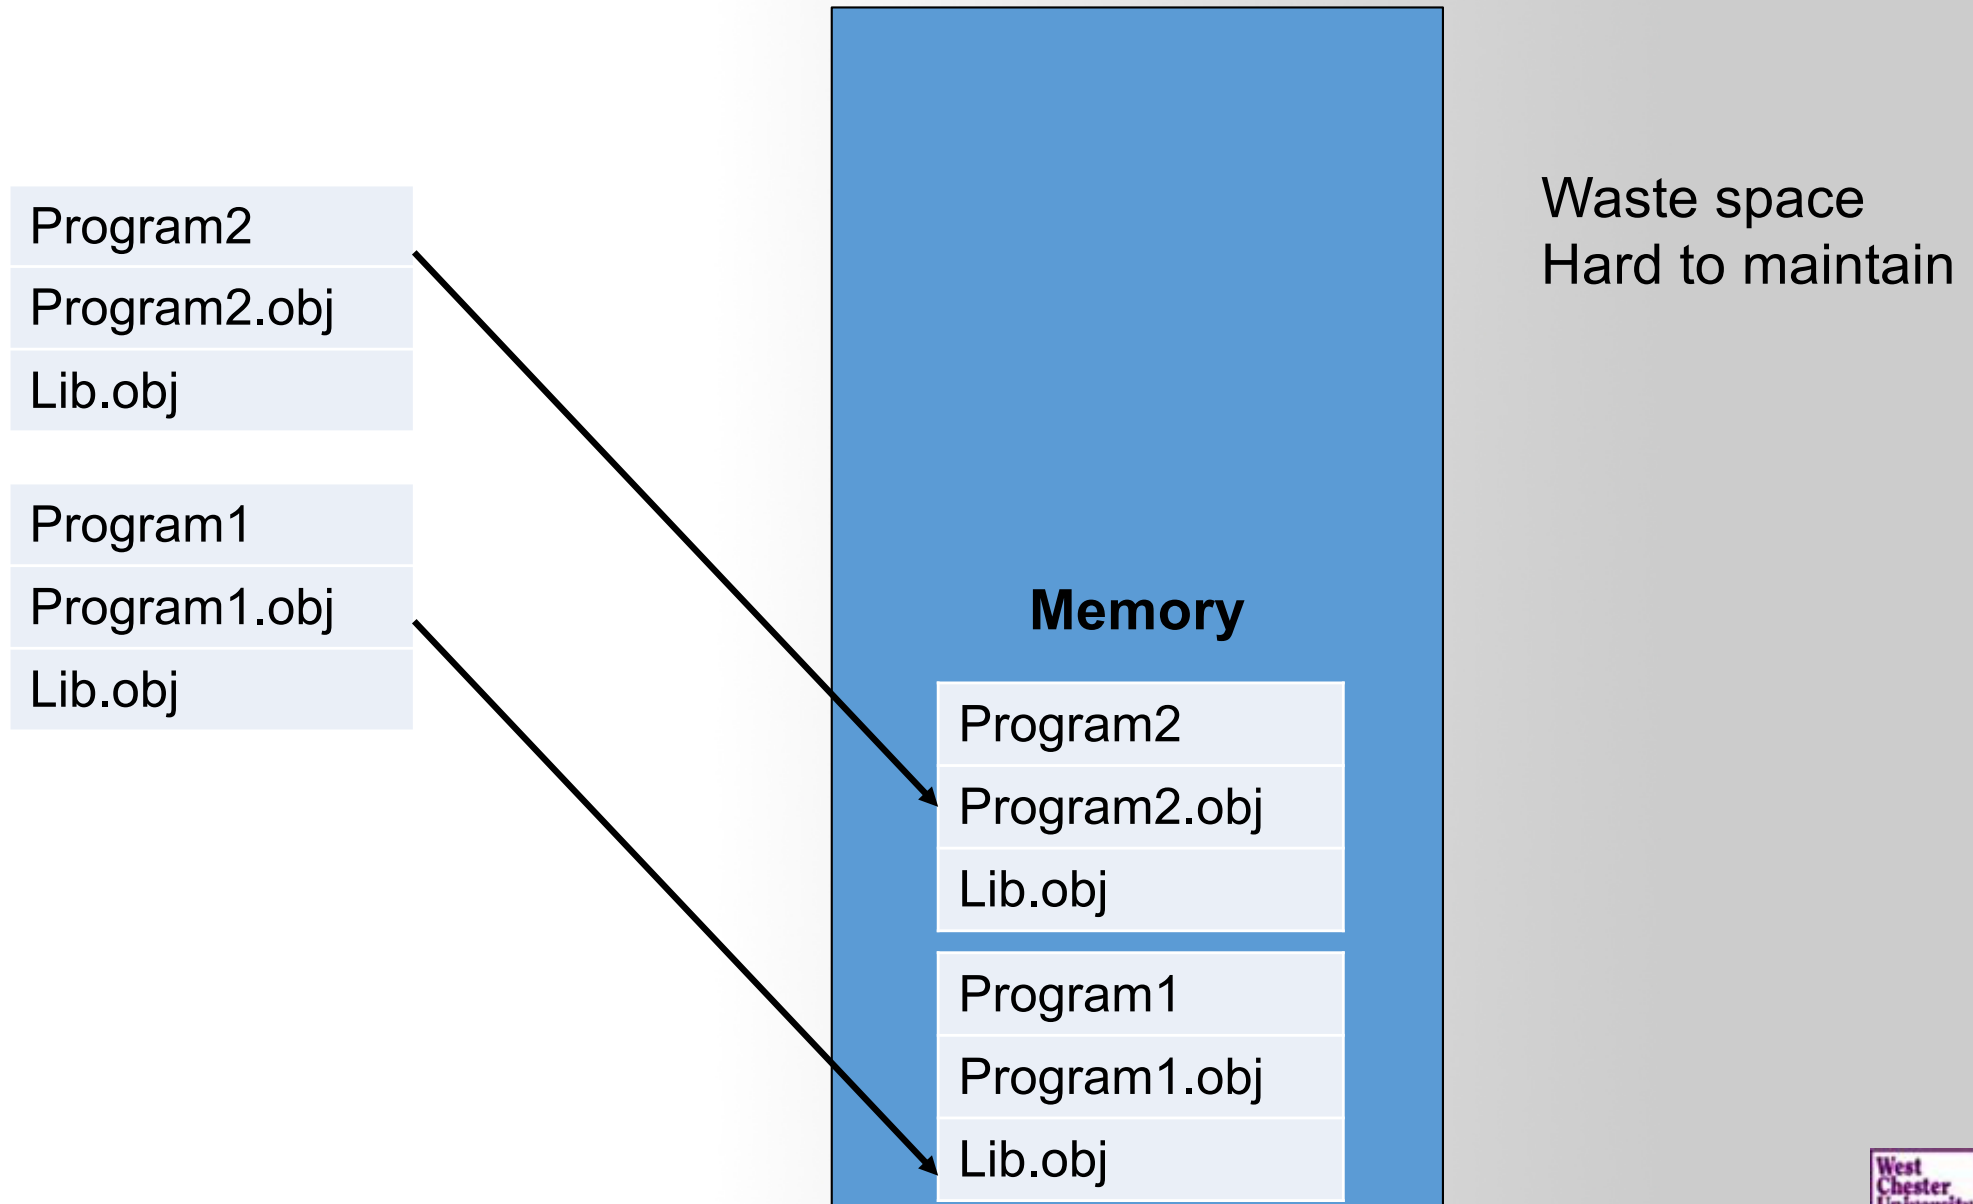 Program2
Program2.obj
Lib.obj
Program1
Program1.obj
Lib.obj
Memory
Program2
Program2.obj
Lib.obj
Program1
Program1.obj
Lib.obj
Waste space
Hard to maintain
West
Chester
University